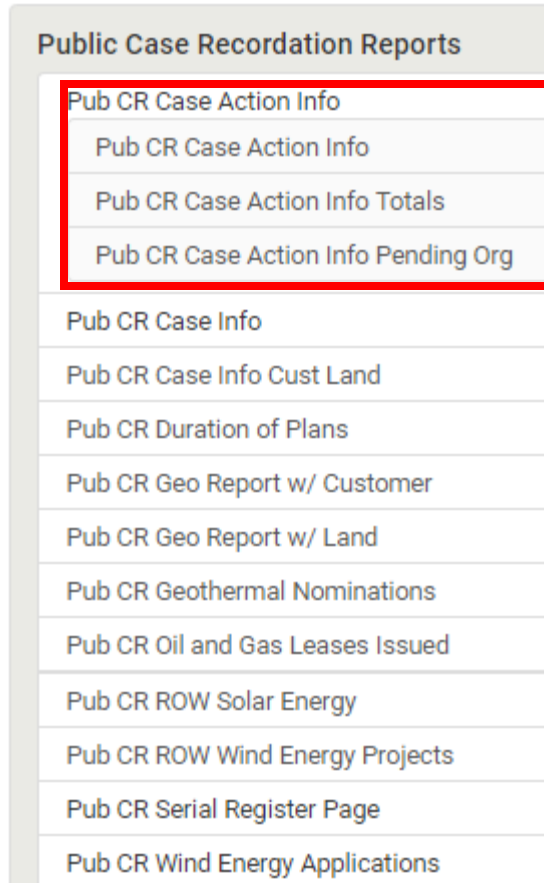 Public Case Recordation Reports
Pub CR Case Action Info
Pub CR Case Action Info
Pub CR Case Action Info Totals
Pub CR Case Action Info Pending Org
Pub CR Case Info
Pub CR Case Info Cust Land
Pub CR Duration of Plans
Pub CR Geo Report w/ Customer
Pub CR Geo Report w/ Land
Pub CR Geothermal Nominations
Pub CR Oil and Gas Leases Issued
Pub CR ROW Solar Energy
Pub CR ROW Wind Energy Projects
Pub CR Serial Register Page
Pub CR Wind Energy Applications